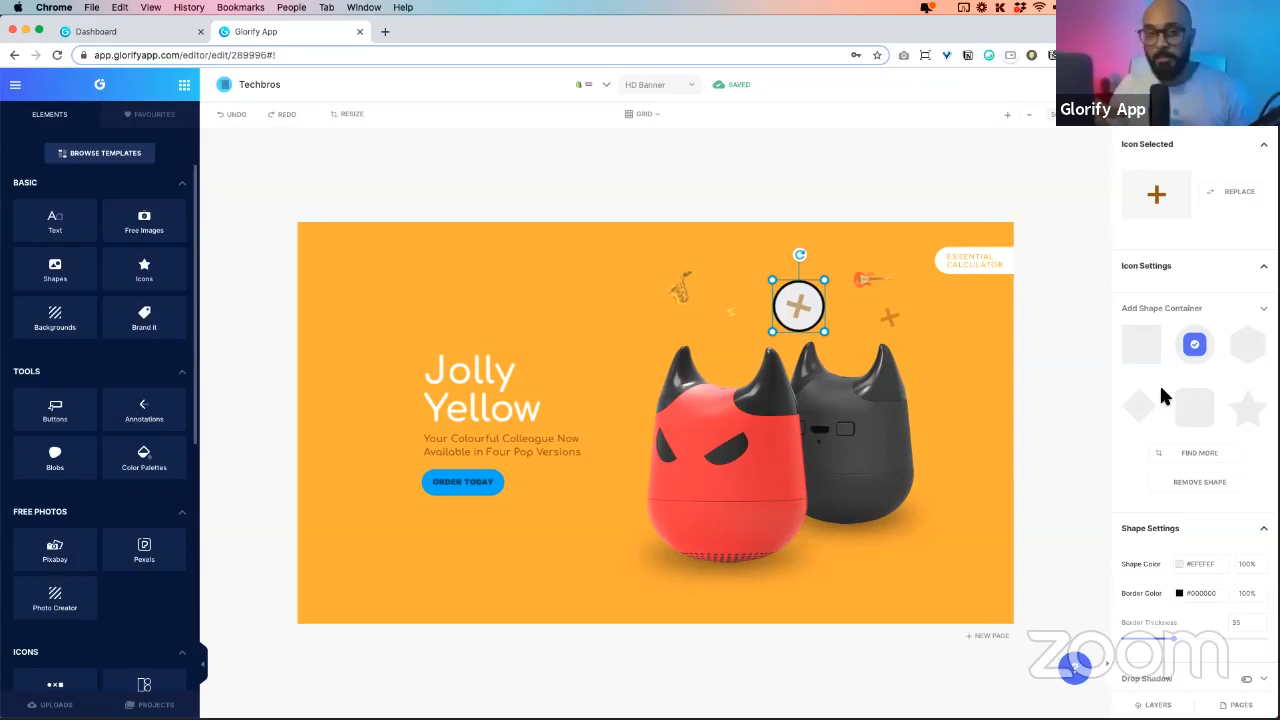 Chrome File Edit View History Bookmarks People Tab Window Help
Dashboard
Glorify App
app.glorifyapp.com/editor/edit/289996#!
Glorify App
Techbros
HD Banner
SAVED
ELEMENTS
FAVOURITES
UNDO
REDO
RESIZE
GRID
BROWSE TEMPLATES
BASIC
Text
Free Images
Shapes
Icons
Backgrounds
Brand it
TOOLS
Buttons
Annotations
Blobs
Color Palettes
FREE PHOTOS
Pixabay
Pexels
Photo Creator
ICONS
UPLOADS
PROJECTS
ESSENTIAL
CALCLULATOR
Jolly
Yellow
Your Colourful Colleague Now
Available in Four Pop Versions
ORDER TODAY
+ NEW PAGE
Icon Selected
REPLACE
Icon Settings
Add Shape Container
FIND MORE
REMOVE SHAPE
Shape Settings
Shape Color #EFEFEF 100%
Border Color #000000 100%
Border Thickness 35
Drop Shadow
zoom
?
LAYERS
PAGES